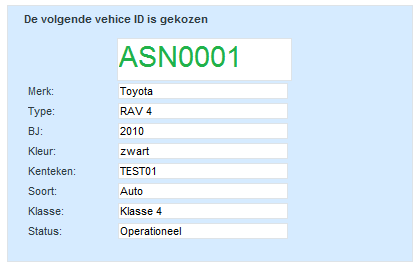 De volgende vehice ID is gekozen
ASN0001
Merk: Toyota
Type: RAV 4
BJ: 2010
Kleur: zwart
Kenteken: TEST01
Soort: Auto
Klasse: Klasse 4
Status: Operationeel